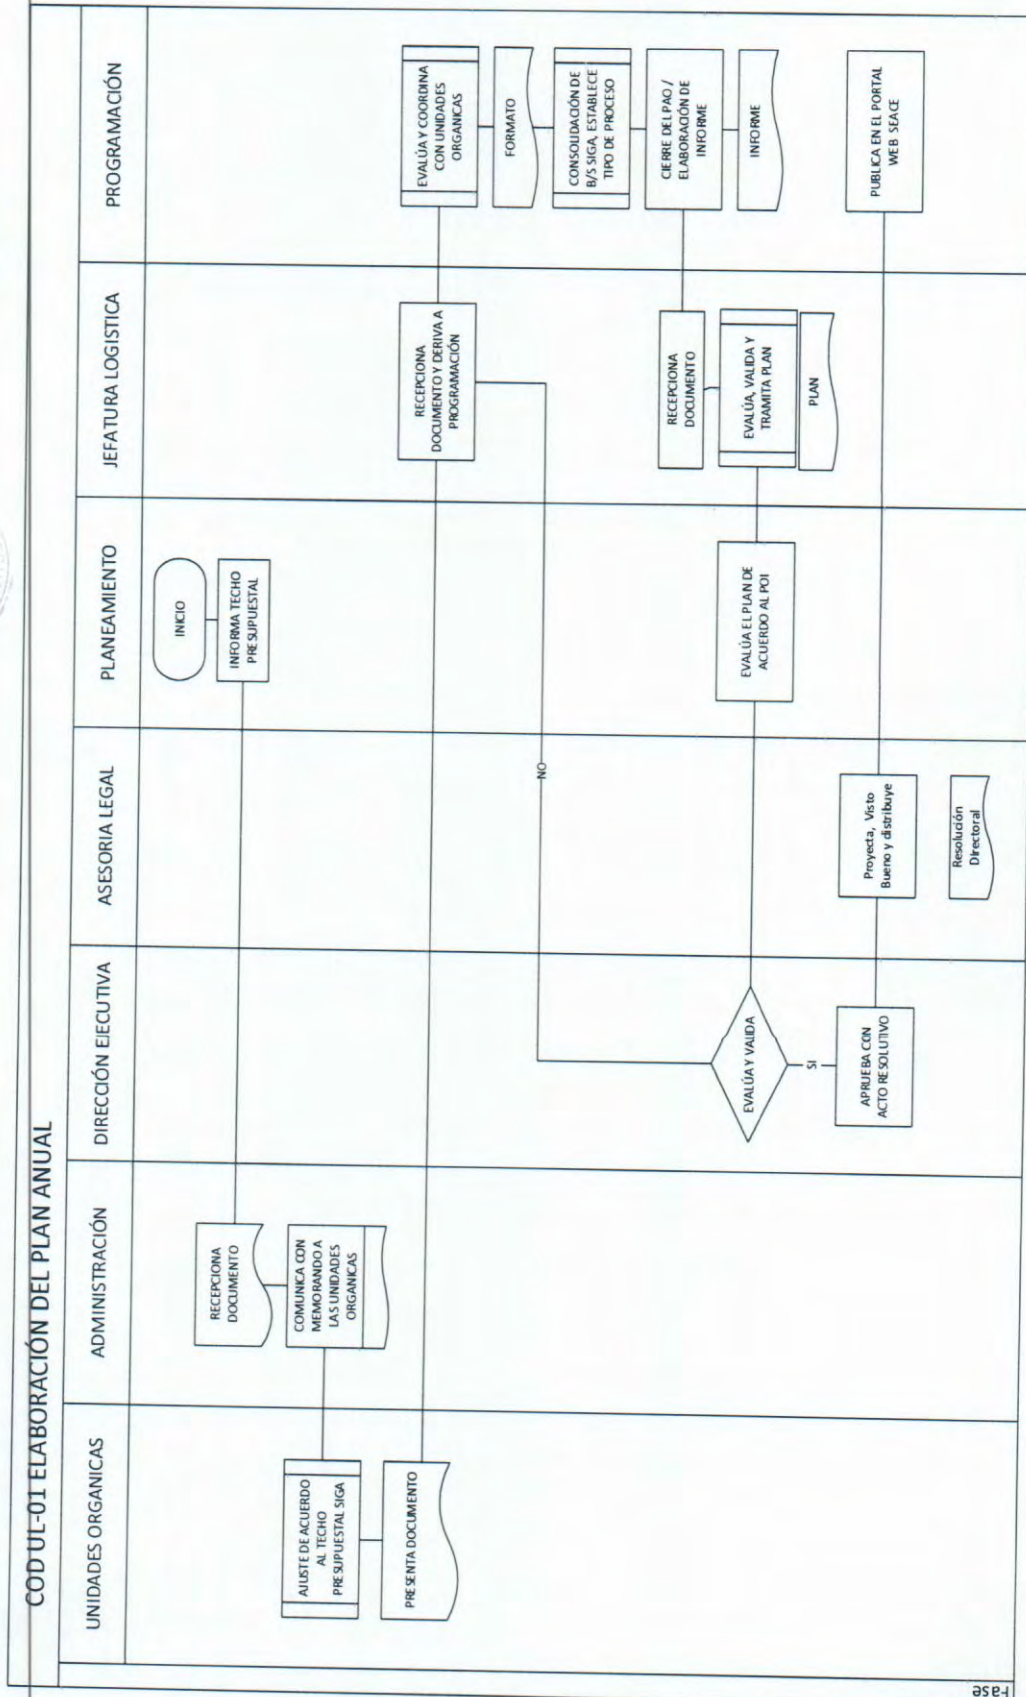 COD UL-01 ELABORACIÓN DEL PLAN ANUAL
UNIDADES ORGANICAS
ADMINISTRACIÓN
DIRECCIÓN EJECUTIVA
ASESORIA LEGAL
PLANEAMIENTO
JEFATURA LOGISTICA
PROGRAMACIÓN
INICIO
INFORMA TECHO
PRESUPUESTAL
RECEPCIONA
DOCUMENTO
COMUNICA CON
MEMORANDO A
LAS UNIDADES
ORGANICAS
AJUSTE DE ACUERDO
AL TECHO
PRESUPUESTAL SIGA
PRESENTA DOCUMENTO
RECEPCIONA
DOCUMENTO Y DERIVA A
PROGRAMACIÓN
EVALÚA Y COORDINA
CON UNIDADES
ORGANICAS
FORMATO
CONSOLIDACIÓN DE
B/S SIGA, ESTABLECE
TIPO DE PROCESO
CIERRE DEL PAO /
ELABORACIÓN DE
INFORME
INFORME
RECEPCIONA
DOCUMENTO
EVALÚA, VALIDA Y
TRAMITA PLAN
PLAN
EVALÚA EL PLAN DE
ACUERDO AL POI
EVALÚA Y VALIDA
NO
SI
APRUEBA CON
ACTO RESOLUTIVO
Proyecta, Visto
Bueno y distribuye
Resolución
Directoral
PUBLICA EN EL PORTAL
WEB SEACE
Fase